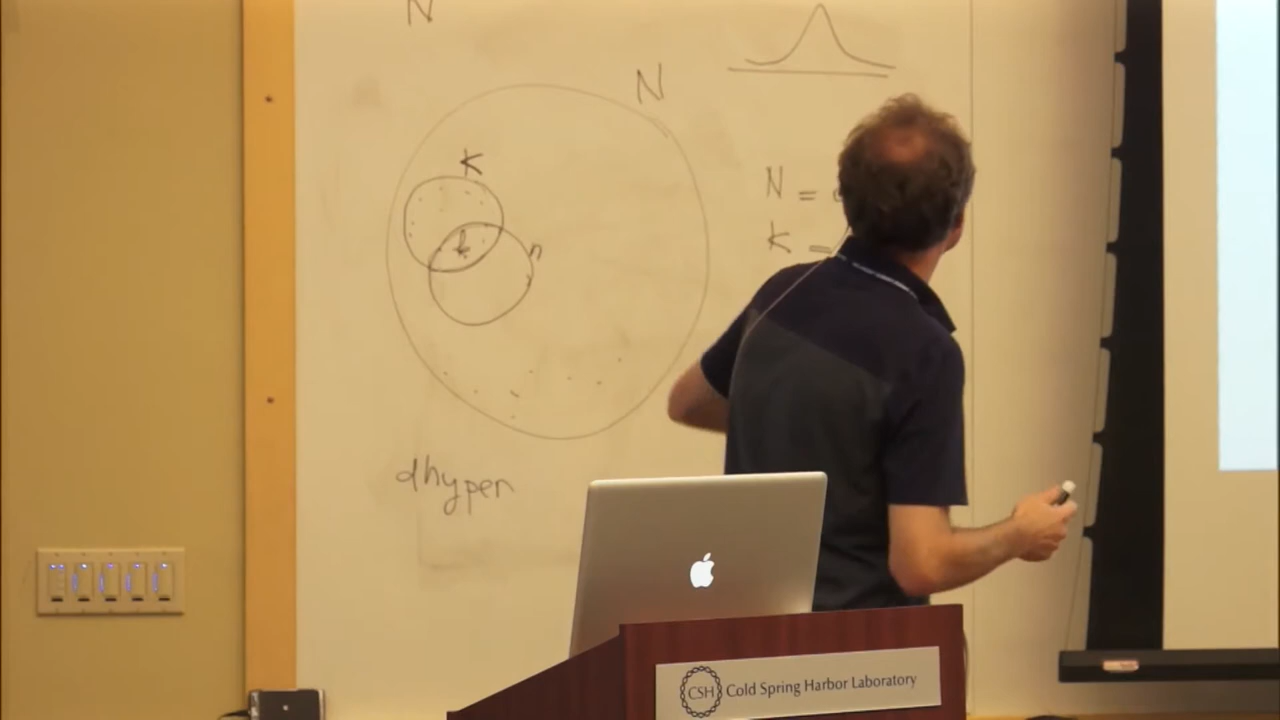 N
N
K
k
n
N =
K =
dhyper
CSH Cold Spring Harbor Laboratory